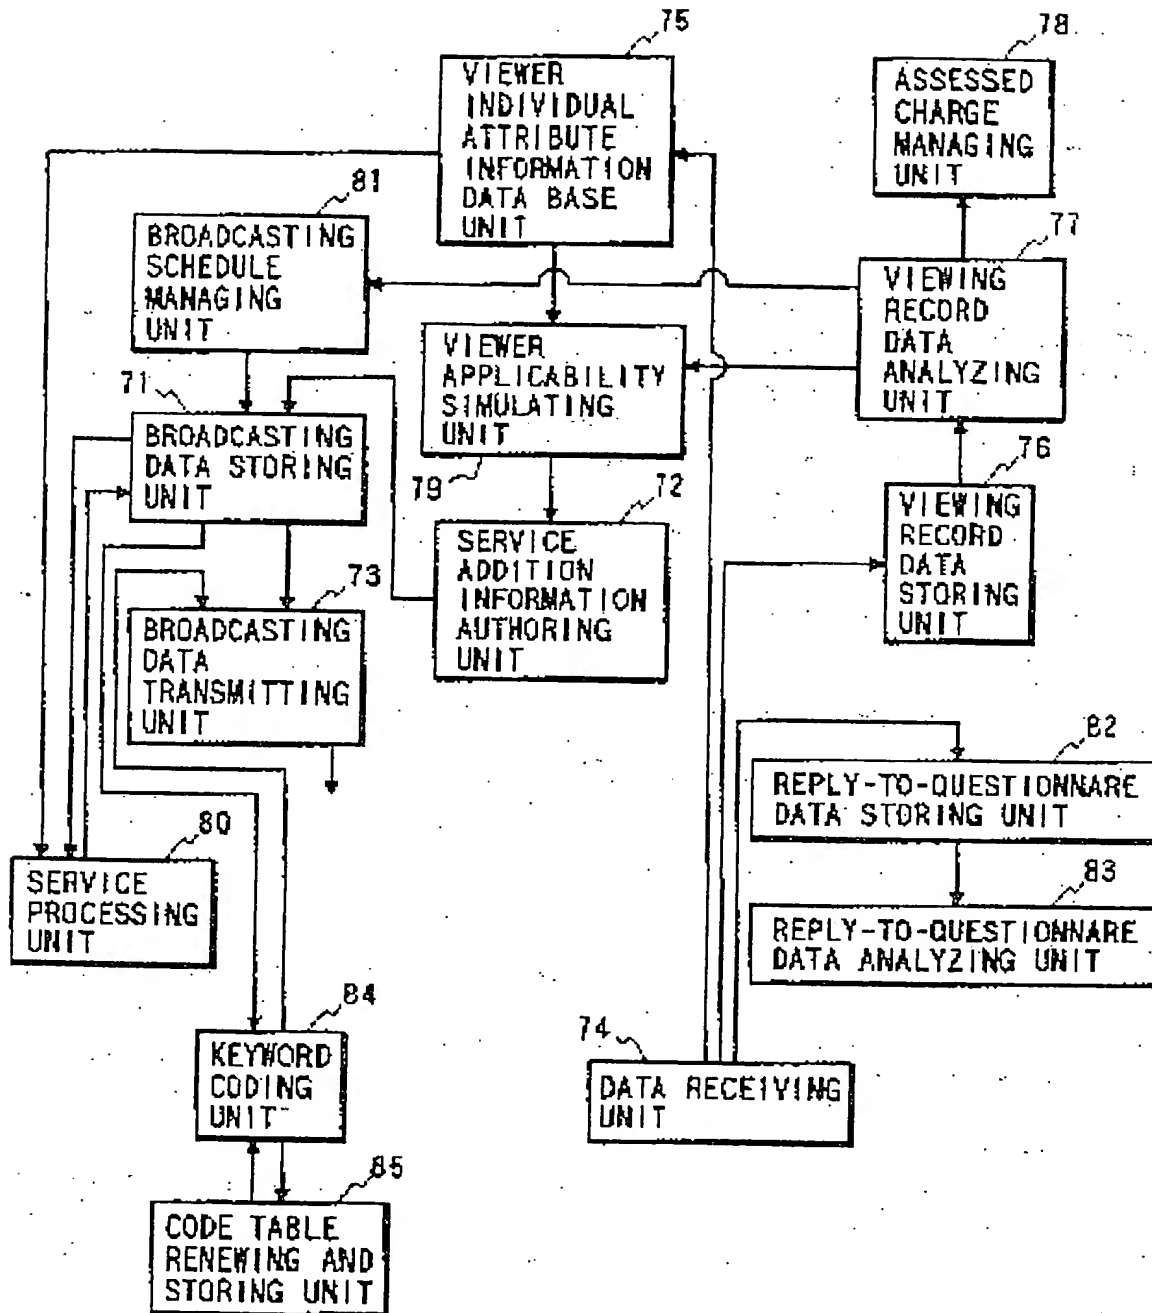 75
VIEWER
INDIVIDUAL
ATTRIBUTE
INFORMATION
DATA BASE
UNIT
78
ASSESSED
CHARGE
MANAGING
UNIT
81
BROADCASTING
SCHEDULE
MANAGING
UNIT
77
VIEWING
RECORD
DATA
ANALYZING
UNIT
VIEWER
APPLICABILITY
SIMULATING
UNIT
79
71
BROADCASTING
DATA STORING
UNIT
76
VIEWING
RECORD
DATA
STORING
UNIT
72
SERVICE
ADDITION
INFORMATION
AUTHORING
UNIT
73
BROADCASTING
DATA
TRANSMITTING
UNIT
82
REPLY-TO-QUESTIONNARE
DATA STORING UNIT
80
SERVICE
PROCESSING
UNIT
83
REPLY-TO-QUESTIONNARE
DATA ANALYZING UNIT
84
KEYWORD
CODING
UNIT
74
DATA RECEIVING
UNIT
85
CODE TABLE
RENEWING AND
STORING UNIT